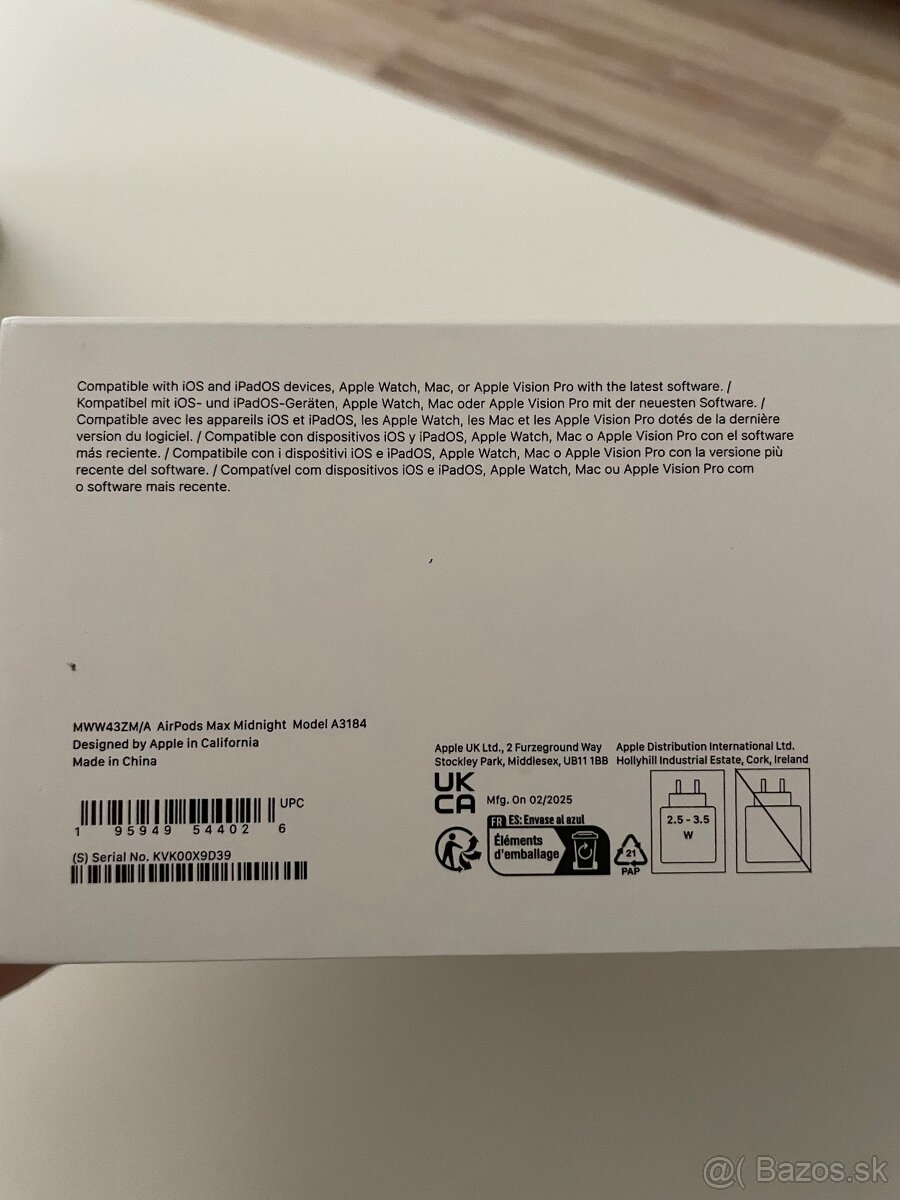 Compatible with iOS and iPadOS devices, Apple Watch, Mac, or Apple Vision Pro with the latest software. /
Kompatibel mit iOS- und iPadOS-Geräten, Apple Watch, Mac oder Apple Vision Pro mit der neuesten Software. /
Compatible avec les appareils iOS et iPadOS, les Apple Watch, les Mac et les Apple Vision Pro dotés de la dernière
version du logiciel. / Compatible con dispositivos iOS y iPadOS, Apple Watch, Mac o Apple Vision Pro con el software
más reciente. / Compatibile con i dispositivi iOS e iPadOS, Apple Watch, Mac o Apple Vision Pro con la versione più
recente del software. / Compatível com dispositivos iOS e iPadOS, Apple Watch, Mac ou Apple Vision Pro com
o software mais recente.
MWW43ZM/A AirPods Max Midnight Model A3184
Designed by Apple in California
Made in China
UPC
1 95949 54402 6
(S) Serial No. KVK00X9D39
Apple UK Ltd., 2 Furzeground Way
Stockley Park, Middlesex, UB11 1BB
Apple Distribution International Ltd.
Hollyhill Industrial Estate, Cork, Ireland
UK
CA
Mfg. On 02/2025
FR ES: Envase al azul
Éléments
d'emballage
21
PAP
2.5 - 3.5
W
@( Bazos.sk